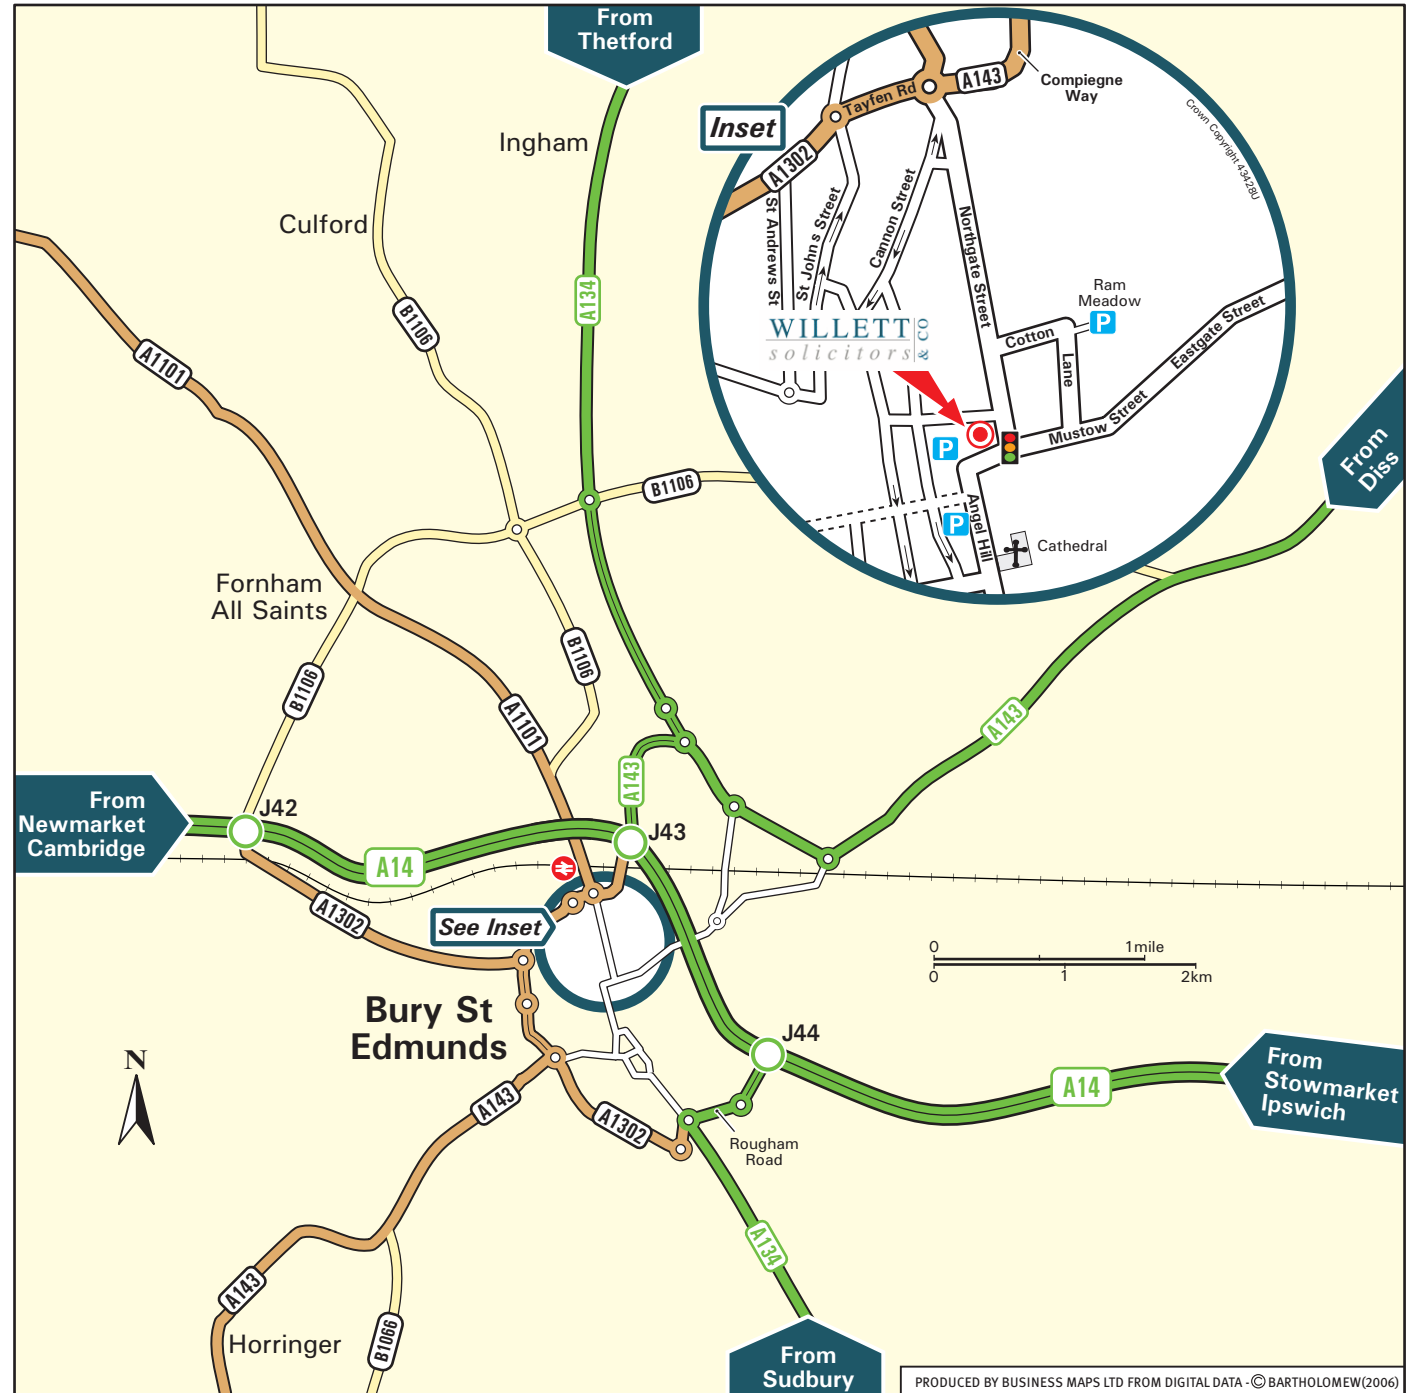 From
Thetford
Ingham
Culford
Inset
A1302
Tayfen Rd
A143
Compiegne
Way
Crown Copyright 43428U
St Andrews St
St John s Street
Cannon Street
Northgate Street
Ram
Meadow
P
Cotton
Lane
Eastgate Street
Mustow Street
WILLETT
solicitors
& CO
P
P
Angel Hill
Cathedral
A134
B1106
A1101
B1106
From
Diss
Fornham
All Saints
B1106
B1106
A1101
A143
A143
From
Newmarket
Cambridge
J42
A14
J43
A1302
See Inset
0
1mile
0
1
2km
Bury St
Edmunds
N
J44
A14
From
Stowmarket
Ipswich
A143
A1302
Rougham
Road
A134
A143
Horringer
B1066
From
Sudbury
PRODUCED BY BUSINESS MAPS LTD FROM DIGITAL DATA - © BARTHOLOMEW(2006)